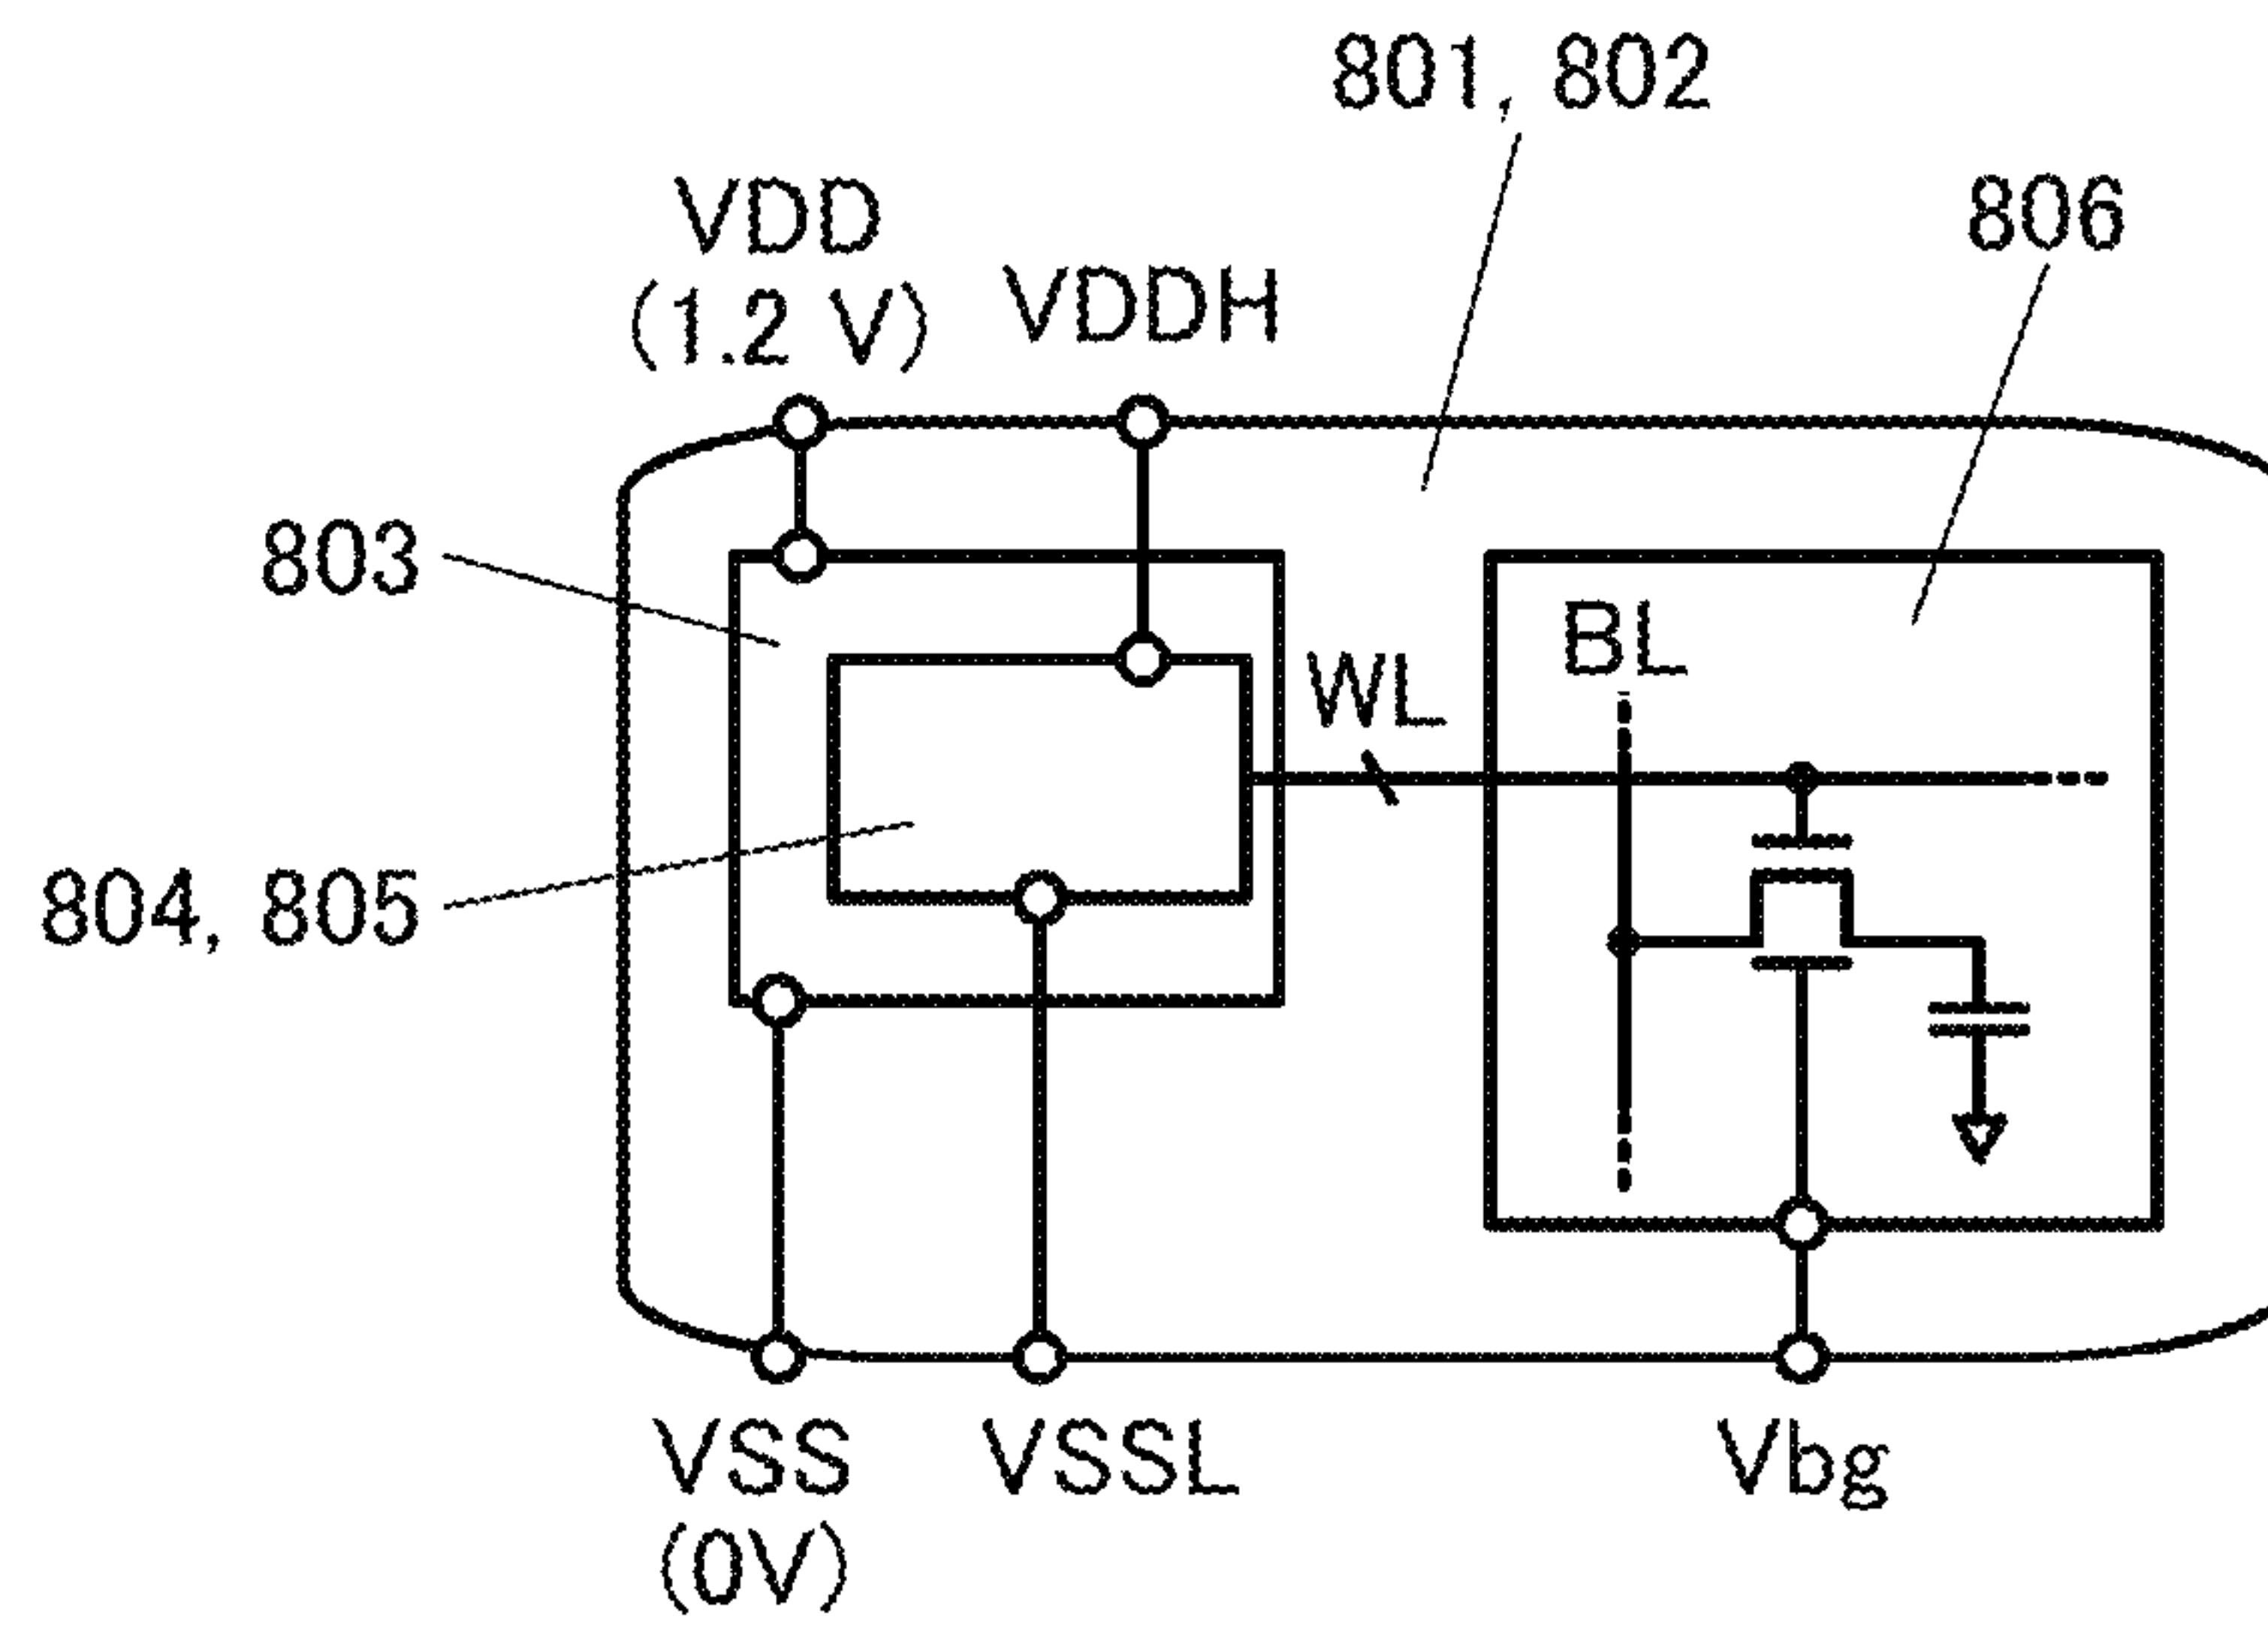 801, 802
806
VDD
(1.2 V)
VDDH
803
BL
WL
804, 805
VSS
(0V)
VSSL
Vbg